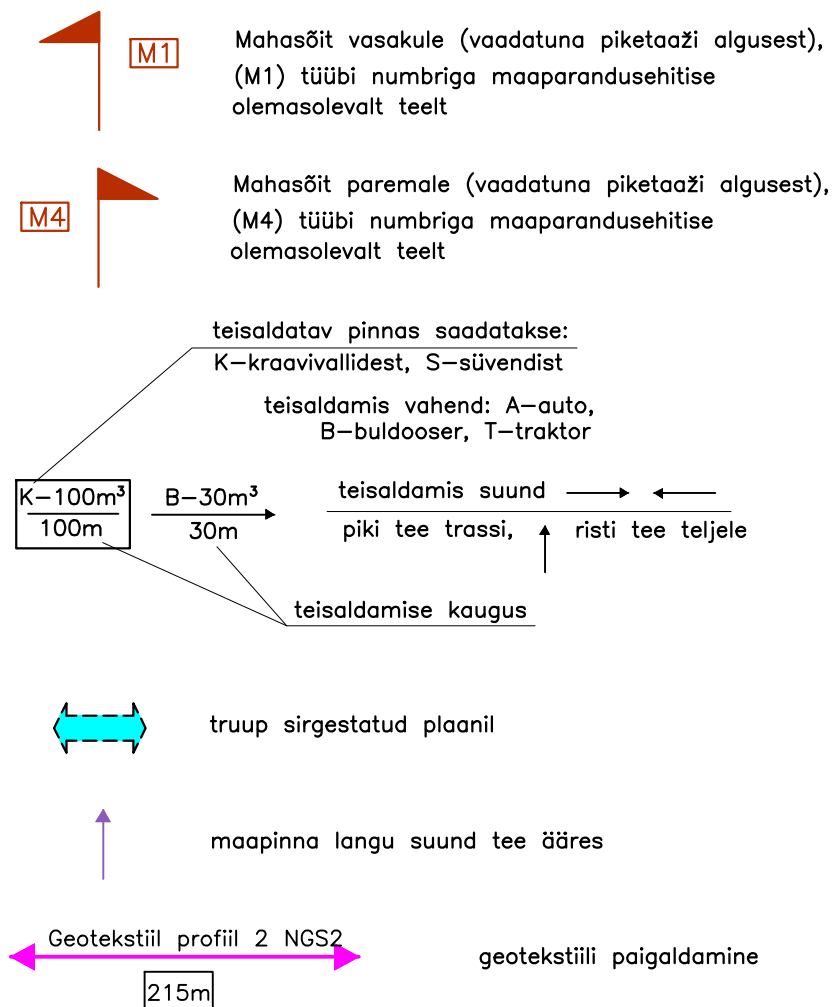 M1
Mahasõit vasakule (vaadatuna piketaaži algusest),
(M1) tüübi numbriga maaparandusehitise
olemasolevalt teelt
M4
Mahasõit paremale (vaadatuna piketaaži algusest),
(M4) tüübi numbriga maaparandusehitise
olemasolevalt teelt
teisaldatav pinnas saadatakse:
K-kraavivallidest, S-süvendist
teisaldamis vahend: A-auto,
B-buldooser, T-traktor
K-100m³
100m
B-30m³
30m
teisaldamis suund
piki tee trassi, risti tee teljele
teisaldamise kaugus
truup sirgestatud plaanil
maapinna langu suund tee ääres
Geotekstiil profiil 2 NGS2
215m
geotekstiili paigaldamine